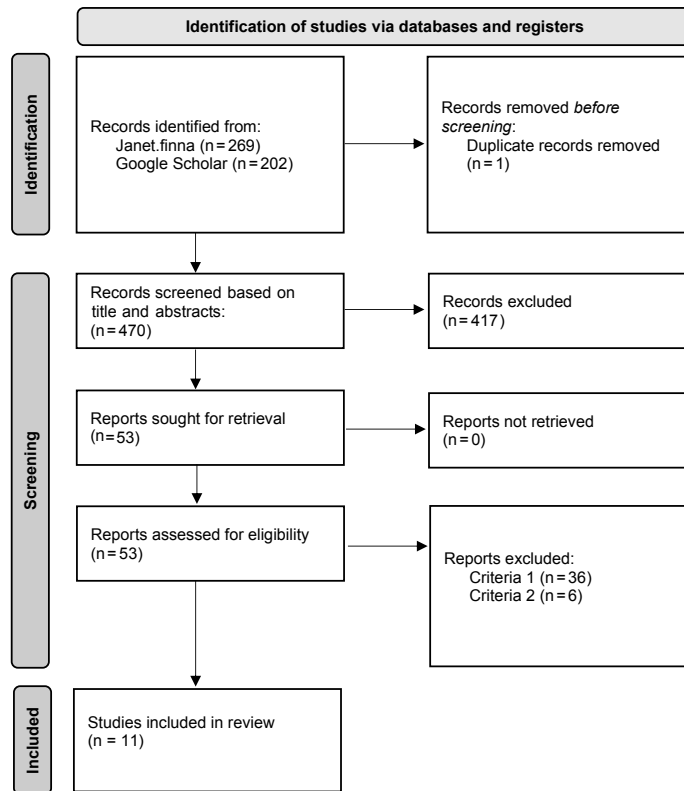 Identification of studies via databases and registers
Identification
Records identified from:
Janet.finna (n = 269)
Google Scholar (n = 202)
Records removed before
screening:
Duplicate records removed
(n = 1)
Screening
Records screened based on
title and abstracts:
(n = 470)
Records excluded
(n = 417)
Reports sought for retrieval
(n = 53)
Reports not retrieved
(n = 0)
Reports assessed for eligibility
(n = 53)
Reports excluded:
Criteria 1 (n = 36)
Criteria 2 (n = 6)
Included
Studies included in review
(n = 11)